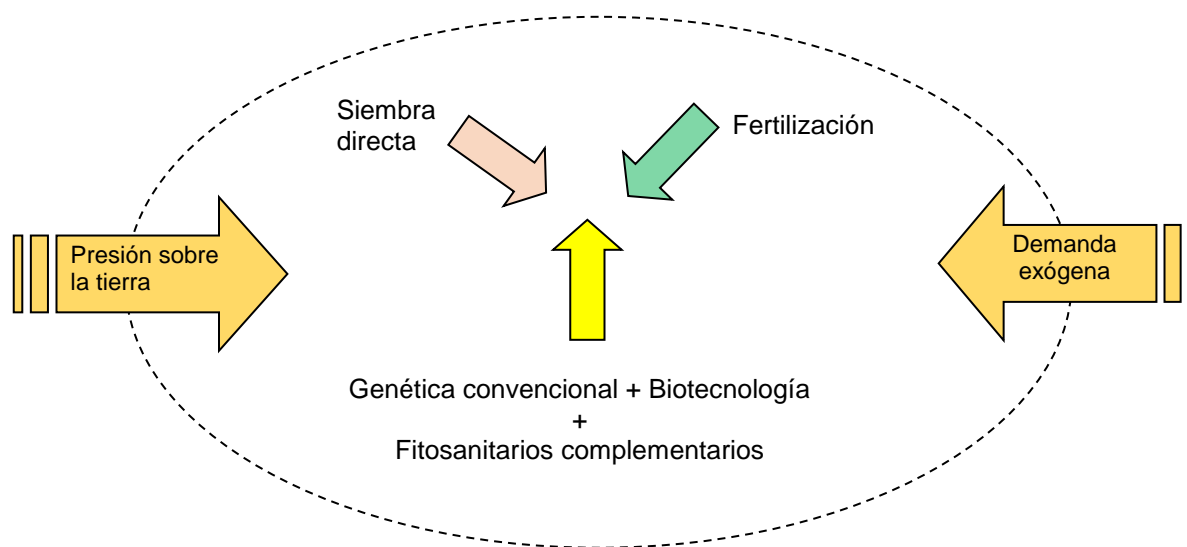 Siembra
directa
Fertilización
Presión sobre
la tierra
Demanda
exógena
Genética convencional + Biotecnología
+
Fitosanitarios complementarios